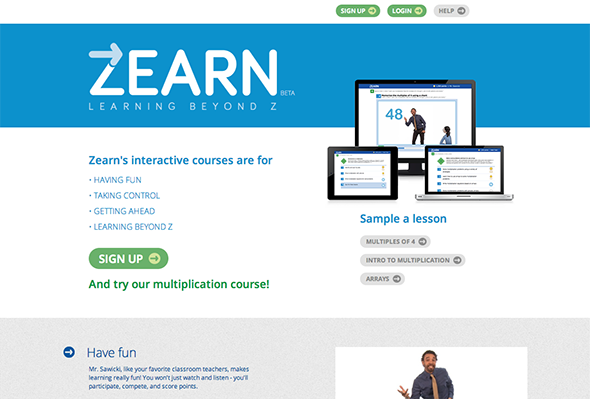 SIGN UP
LOGIN
HELP
ZEARN
BETA
LEARNING BEYOND Z
48
Zearn's interactive courses are for
• HAVING FUN
• TAKING CONTROL
• GETTING AHEAD
• LEARNING BEYOND Z
SIGN UP
And try our multiplication course!
Sample a lesson
MULTIPLES OF 4
INTRO TO MULTIPLICATION
ARRAYS
Have fun
Mr. Sawicki, like your favorite classroom teachers, makes
learning really fun! You won't just watch and listen - you'll
participate, compete, and score points.